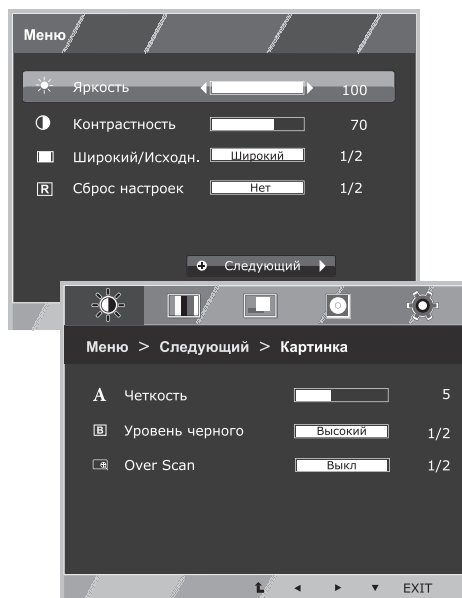 Меню
Яркость 100
Контрастность 70
Широкий/Исходн. Широкий 1/2
R Сброс настроек Нет 1/2
Следующий
Меню > Следующий > Картинка
A Четкость 5
B Уровень черного Высокий 1/2
Over Scan Выкл 1/2
EXIT